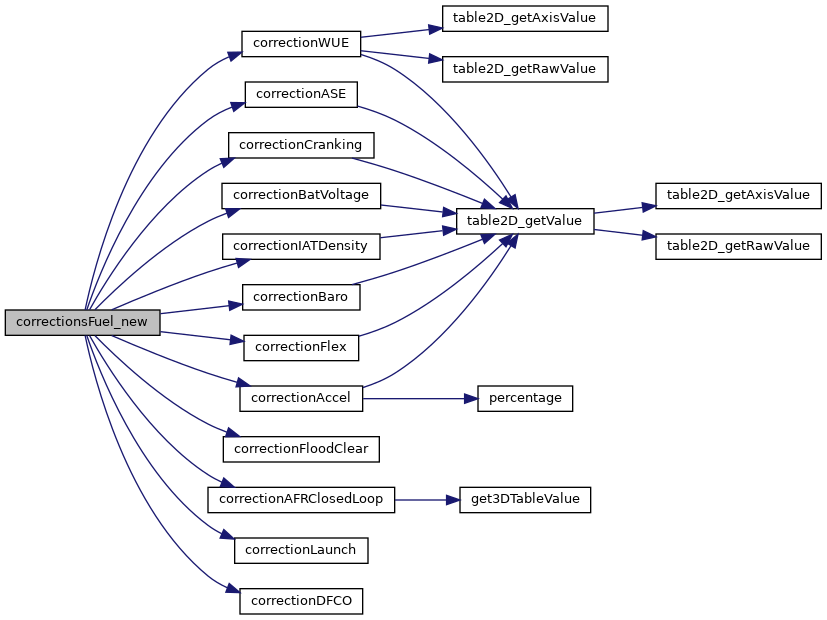 correctionsFuel_new
correctionWUE
correctionASE
correctionCranking
correctionBatVoltage
correctionIATDensity
correctionBaro
correctionFlex
correctionAccel
correctionFloodClear
correctionAFRClosedLoop
correctionLaunch
correctionDFCO
table2D_getAxisValue
table2D_getRawValue
table2D_getValue
percentage
get3DTableValue
table2D_getAxisValue
table2D_getRawValue